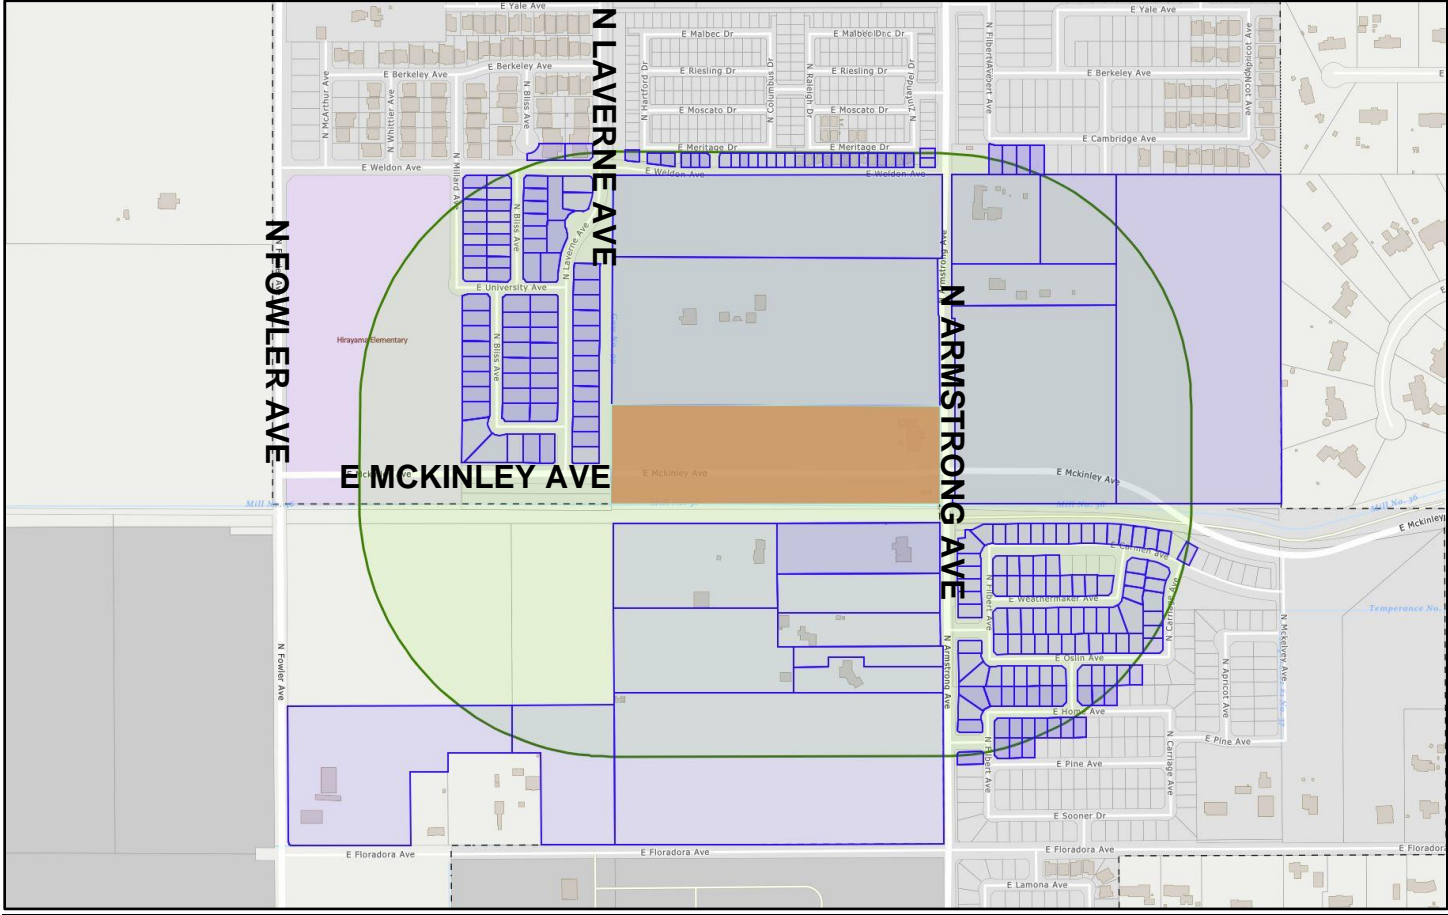 E Yale Ave
E Yale Ave
N LAVERNE AVE
E Malbec Dr
E Berkeley Ave
E Berkeley Ave
E Riesling Dr
E Riesling Dr
E Berkeley Ave
N McArthur Ave
N Whittier Ave
N Bliss Ave
N Hartford Dr
N Columbus Dr
N Raleigh Dr
N Zinfandel Dr
N Filbert Ave
N Apricot Ave
E Moscato Dr
E Moscato Dr
E Cambridge Ave
E Meritage Dr
E Meritage Dr
E Weldon Ave
E Weldon Ave
E Weldon Ave
N Millard Ave
N Bliss Ave
N Laverne Ave
N Armstrong Ave
N FOWLER AVE
E University Ave
N ARMSTRONG AVE
Hirayama Elementary
N Bliss Ave
E MCKINLEY AVE
E Mckinley Ave
E Mckinley Ave
Mill No. 36
Mill No. 36
Mill No. 36
E Mckinley
E Carmen Ave
E Weathermaker Ave
N Filbert Ave
N Carriage Ave
Temperance No.
N Fowler Ave
N Armstrong Ave
E Oslin Ave
N Apricot Ave
N Mckelvey Ave
E Home Ave
N Filbert Ave
N Carriage Ave
E Pine Ave
E Pine Ave
E Sooner Dr
E Floradora Ave
E Floradora Ave
E Floradora Ave
E Floradora
E Lamona Ave